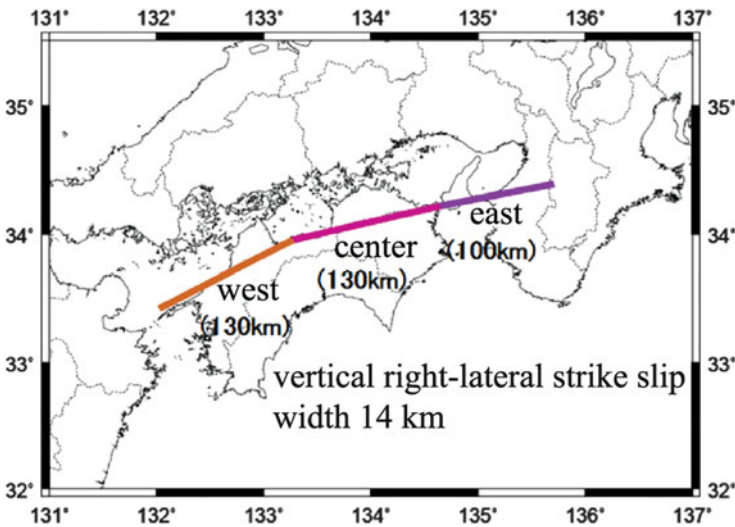 131° 132° 133° 134° 135° 136° 137°
35° 35°
east
34° center (100km) 34°
west (130km)
(130km)
33° 33°
vertical right-lateral strike slip
width 14 km
32° 32°
131° 132° 133° 134° 135° 136° 137°